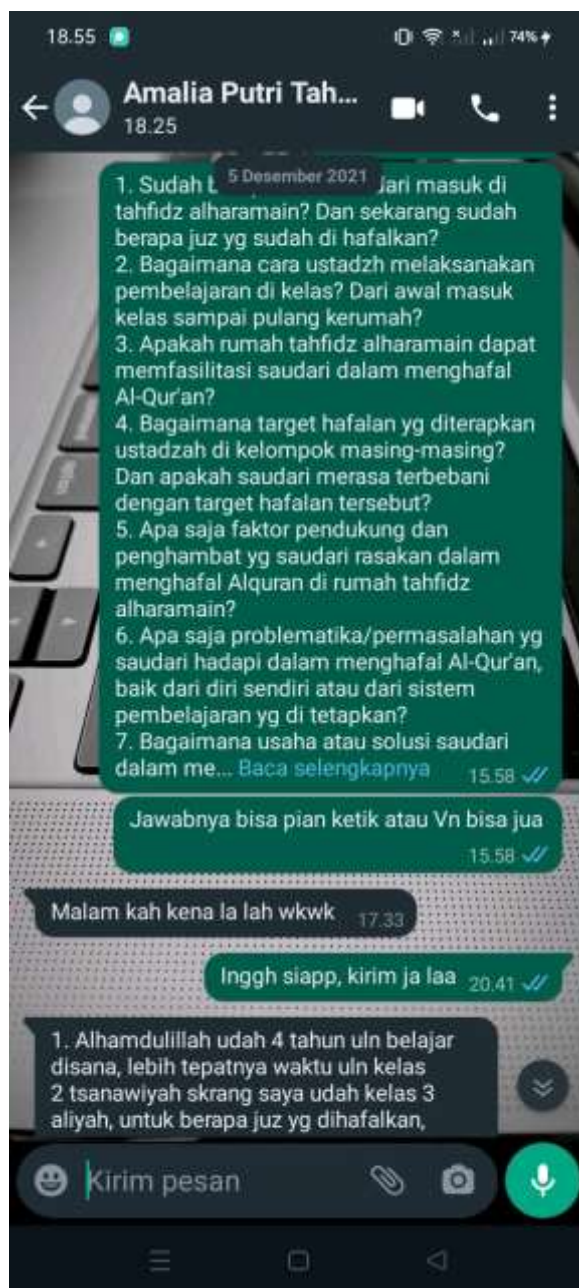 18.55
74%
Amalia Putri Tah...
18.25
5 Desember 2021
1. Sudah dari masuk di
tahfidz alharamain? Dan sekarang sudah
berapa juz yg sudah di hafalkan?
2. Bagaimana cara ustadzh melaksanakan
pembelajaran di kelas? Dari awal masuk
kelas sampai pulang kerumah?
3. Apakah rumah tahfidz alharamain dapat
memfasilitasi saudari dalam menghafal
Al-Qur'an?
4. Bagaimana target hafalan yg diterapkan
ustadzah di kelompok masing-masing?
Dan apakah saudari merasa terbebani
dengan target hafalan tersebut?
5. Apa saja faktor pendukung dan
penghambat yg saudari rasakan dalam
menghafal Alquran di rumah tahfidz
alharamain?
6. Apa saja problematika/permasalahan yg
saudari hadapi dalam menghafal Al-Qur'an,
baik dari diri sendiri atau dari sistem
pembelajaran yg di tetapkan?
7. Bagaimana usaha atau solusi saudari
dalam me... Baca selengkapnya 15.58
Jawabnya bisa pian ketik atau Vn bisa jua
15.58
Malam kah kena la lah wkwk 17.33
Inggh siapp, kirim ja laa 20.41
1. Alhamdulillah udah 4 tahun uln belajar
disana, lebih tepatnya waktu uln kelas
2 tsanawiyah skrang saya udah kelas 3
aliyah, untuk berapa juz yg dihafalkan,
Kirim pesan